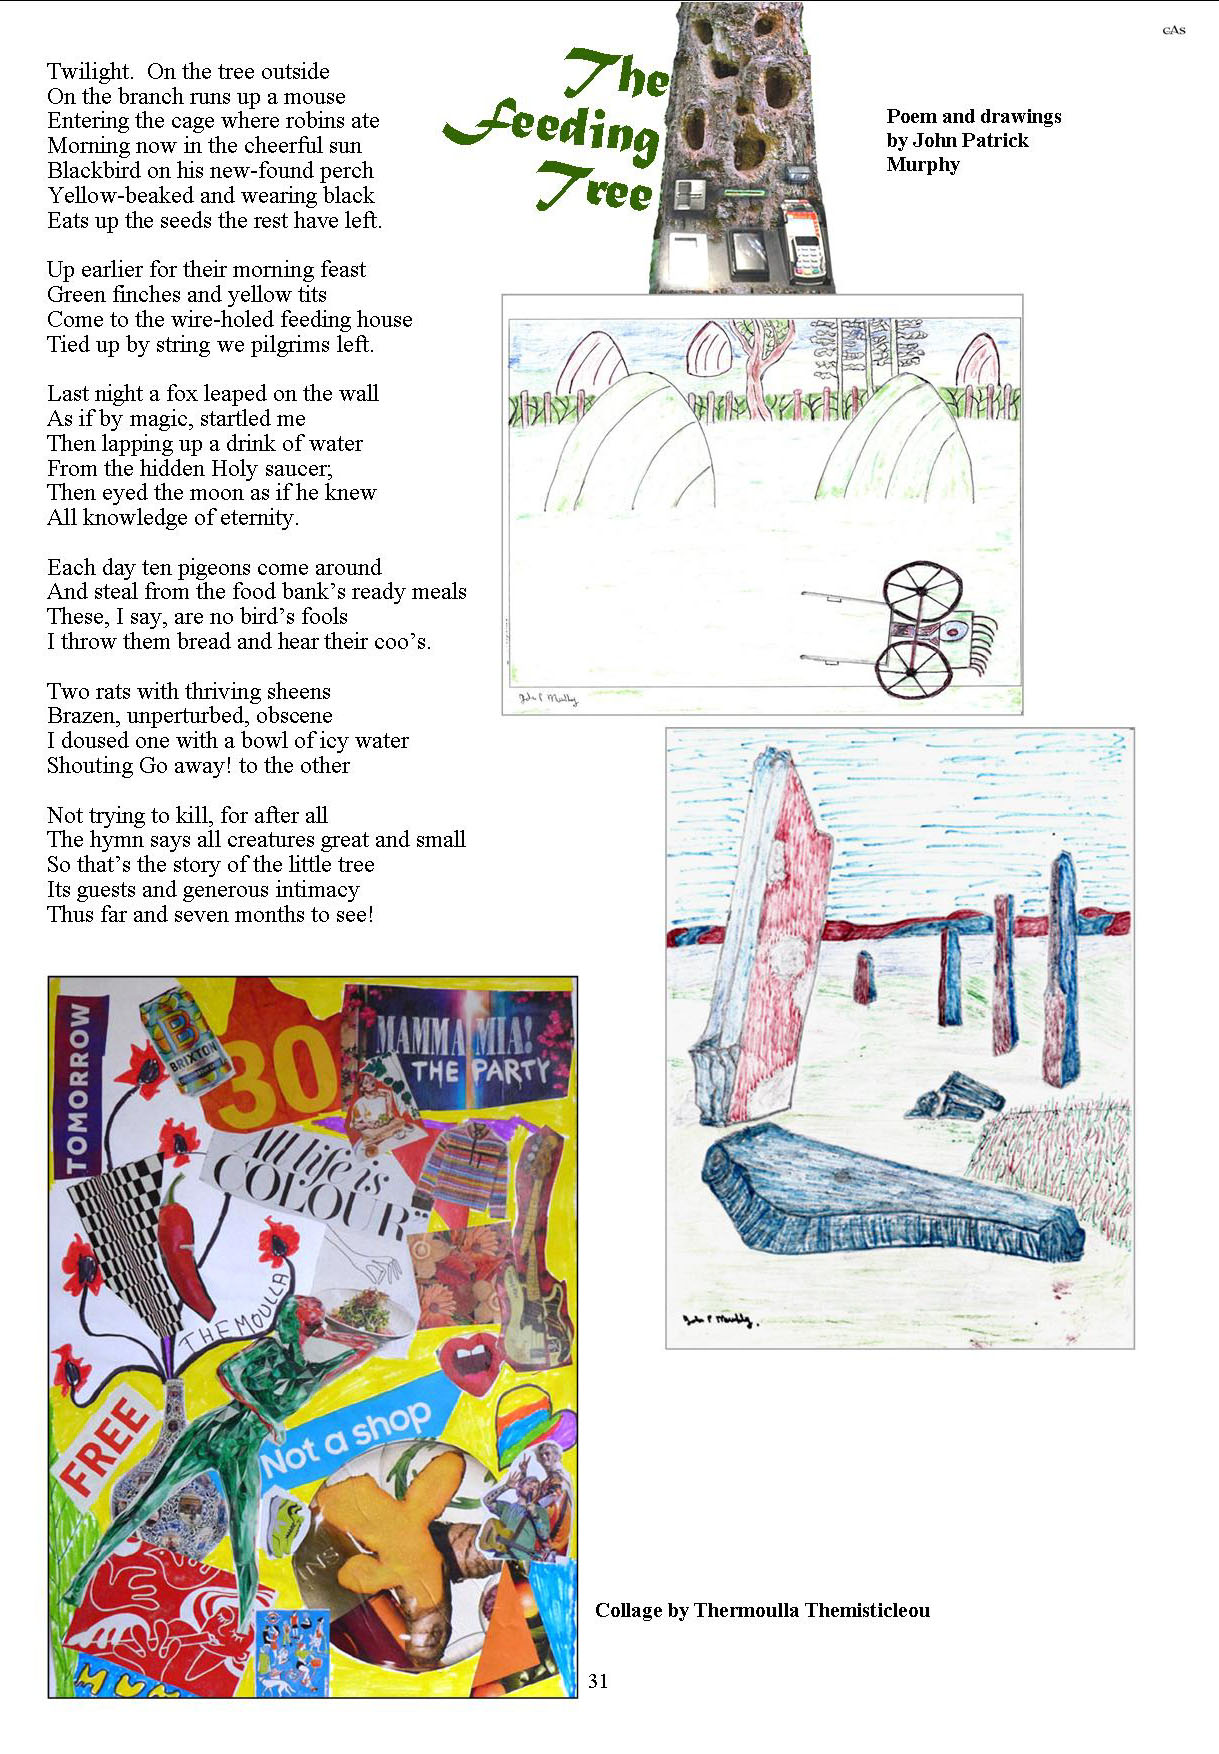 cAs
The
Feeding
Tree
Poem and drawings
by John Patrick
Murphy
Twilight.  On the tree outside
On the branch runs up a mouse
Entering the cage where robins ate
Morning now in the cheerful sun
Blackbird on his new-found perch
Yellow-beaked and wearing black
Eats up the seeds the rest have left.
Up earlier for their morning feast
Green finches and yellow tits
Come to the wire-holed feeding house
Tied up by string we pilgrims left.
Last night a fox leaped on the wall
As if by magic, startled me
Then lapping up a drink of water
From the hidden Holy saucer;
Then eyed the moon as if he knew
All knowledge of eternity.
Each day ten pigeons come around
And steal from the food bank’s ready meals
These, I say, are no bird’s fools
I throw them bread and hear their coo’s.
Two rats with thriving sheens
Brazen, unperturbed, obscene
I doused one with a bowl of icy water
Shouting Go away! to the other
Not trying to kill, for after all
The hymn says all creatures great and small
So that’s the story of the little tree
Its guests and generous intimacy
Thus far and seven months to see!
John P Murphy
John P Murphy.
TOMORROW
B
BRIXTON
30
MAMMA MIA!
THE PARTY
All life is
COLOUR”
THEMOULLA
FREE
Not a shop
Collage by Thermoulla Themisticleou
31